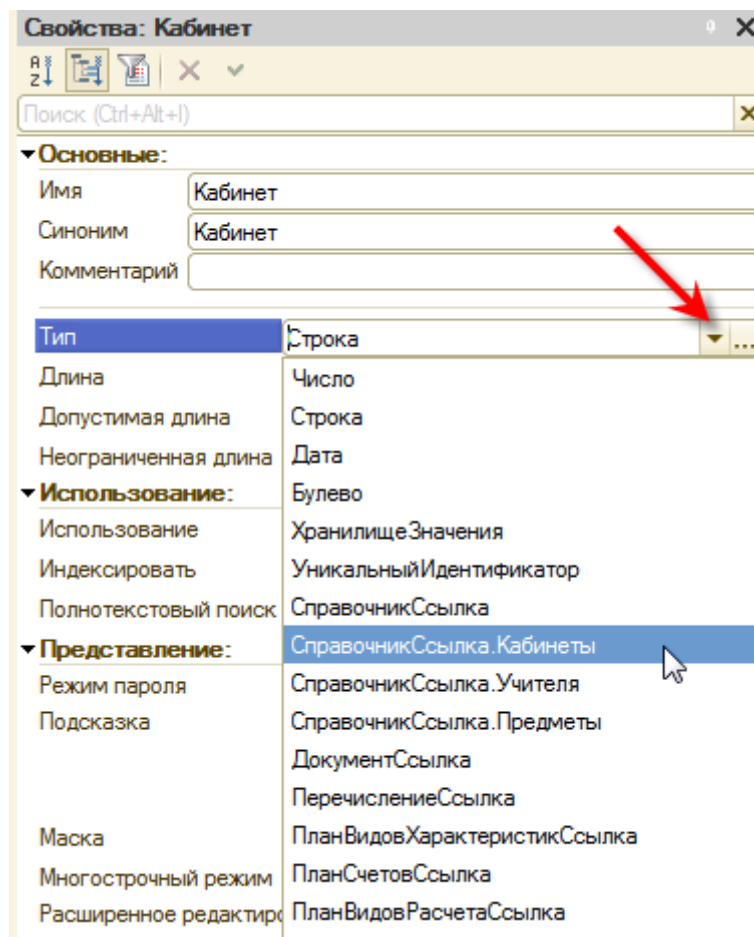 Свойства: Кабинет
Поиск (Ctrl+Alt+I)
Основные:
Имя Кабинет
Синоним Кабинет
Комментарий
Тип Строка ...
Длина Число
Допустимая длина Строка
Неограниченная длина Дата
Использование: Булево
Использование ХранилищеЗначения
Индексировать УникальныйИдентификатор
Полнотекстовый поиск СправочникСсылка
Представление: СправочникСсылка.Кабинеты
Режим пароля СправочникСсылка.Учителя
Подсказка СправочникСсылка.Предметы
ДокументСсылка
ПеречислениеСсылка
Маска ПланВидовХарактеристикСсылка
Многострочный режим ПланСчетовСсылка
Расширенное редактиро ПланВидовРасчетаСсылка